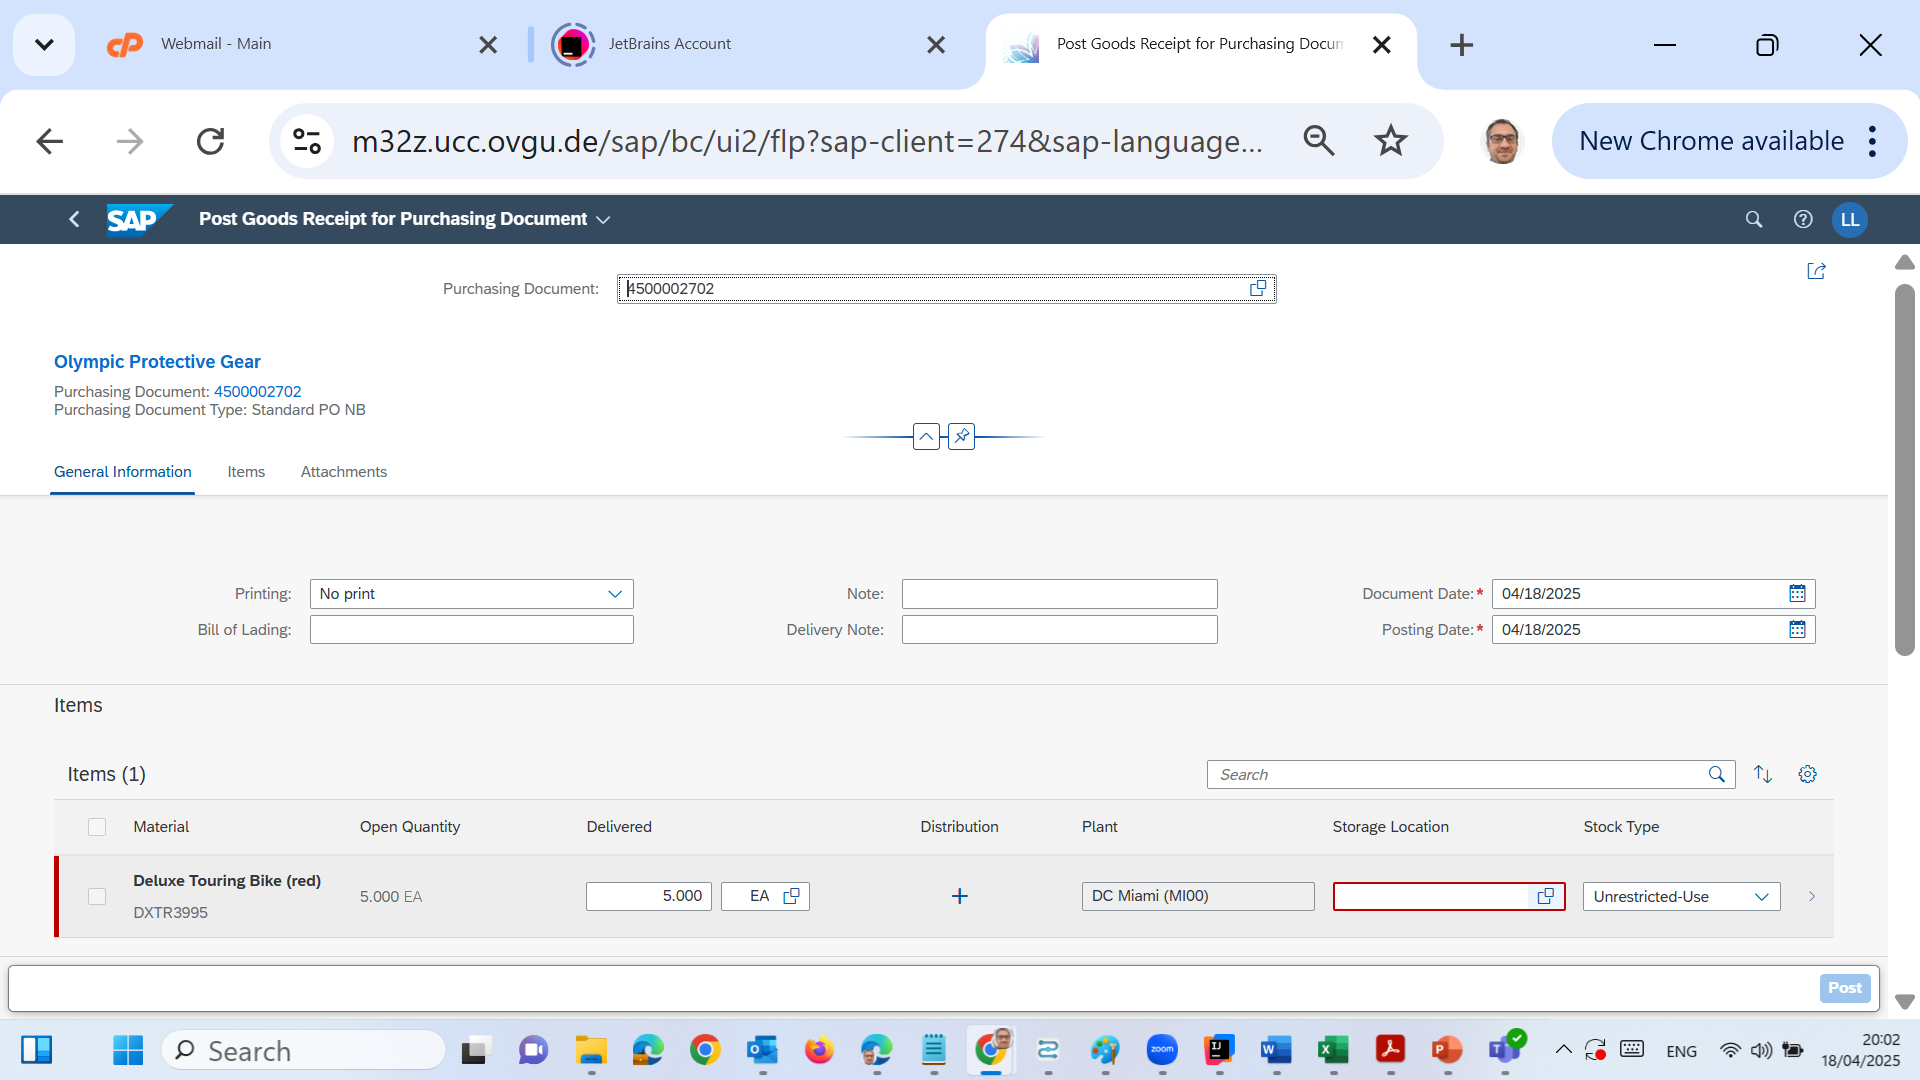 Webmail - Main
JetBrains Account
Post Goods Receipt for Purchasing Docum
m32z.ucc.ovgu.de/sap/bc/ui2/flp?sap-client=274&sap-language...
New Chrome available
SAP
Post Goods Receipt for Purchasing Document
LL
Purchasing Document: 4500002702
Olympic Protective Gear
Purchasing Document: 4500002702
Purchasing Document Type: Standard PO NB
General Information Items Attachments
Printing: No print Note: Document Date:* 04/18/2025
Bill of Lading: Delivery Note: Posting Date:* 04/18/2025
Items
Items (1) Search
Material Open Quantity Delivered Distribution Plant Storage Location Stock Type
Deluxe Touring Bike (red) 5.000 EA 5.000 EA DC Miami (MI00) Unrestricted-Use
DXTR3995
Post
Search
zoom
ENG
20:02
18/04/2025